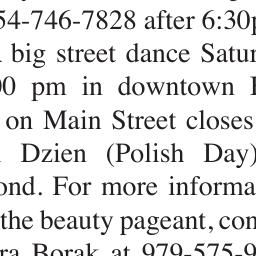 54-746-7828 after 6:30p
big street dance Satur
00 pm in downtown
on Main Street closes
Dzien (Polish Day)
ond. For more informa
the beauty pageant, con
ra Borak at 979-575-9